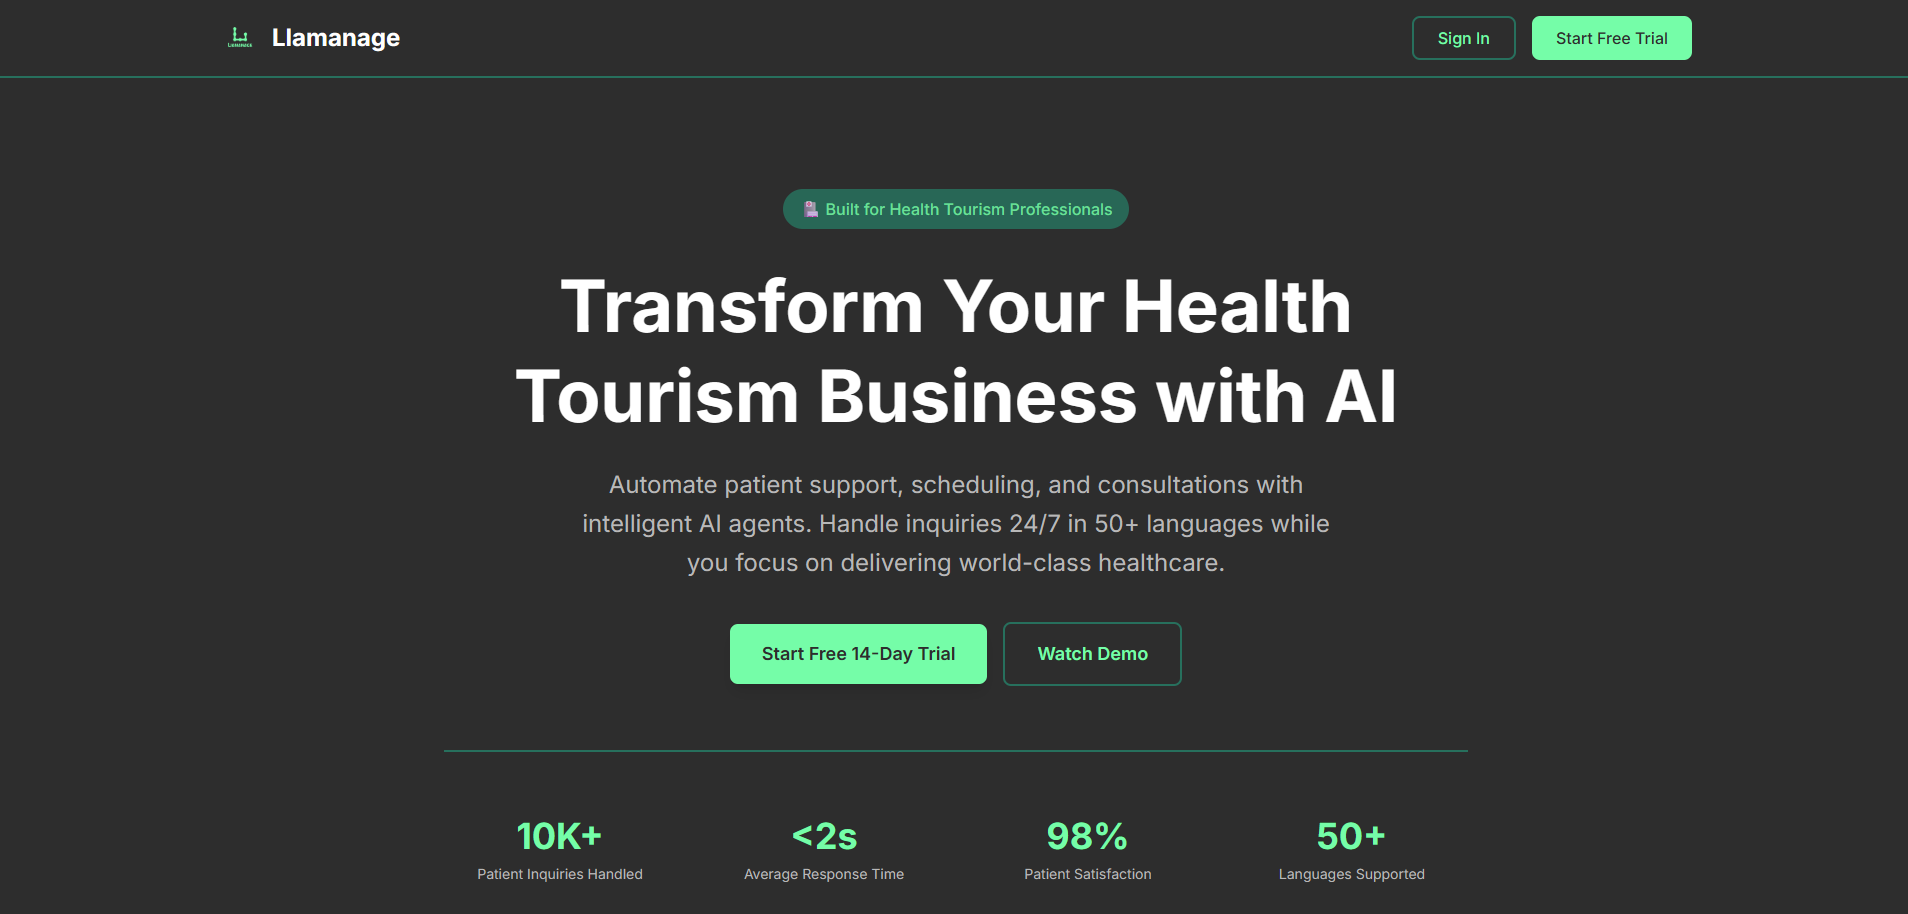 Llamanage
Sign In
Start Free Trial
Built for Health Tourism Professionals
Transform Your Health
Tourism Business with AI
Automate patient support, scheduling, and consultations with
intelligent AI agents. Handle inquiries 24/7 in 50+ languages while
you focus on delivering world-class healthcare.
Start Free 14-Day Trial
Watch Demo
10K+
Patient Inquiries Handled
<2s
Average Response Time
98%
Patient Satisfaction
50+
Languages Supported